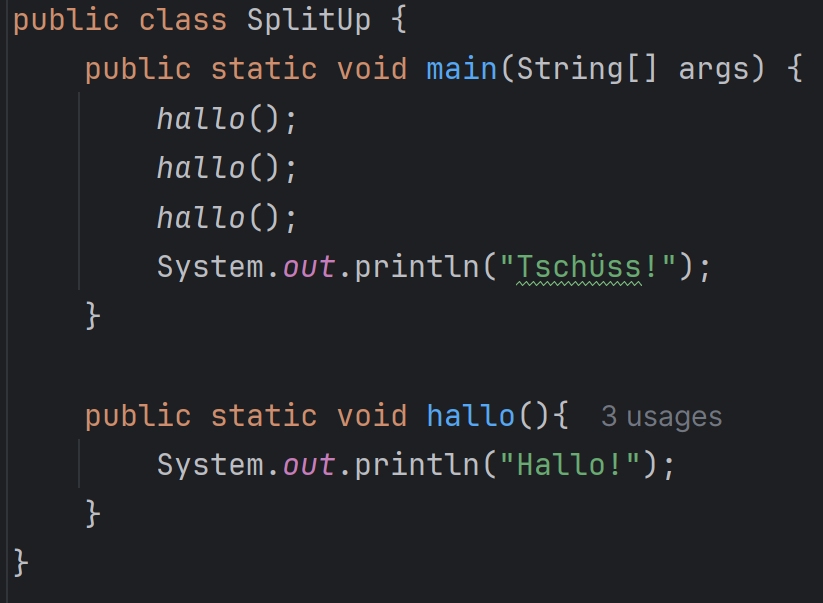 public class SplitUp {
    public static void main(String[] args) {
        hallo();
        hallo();
        hallo();
        System.out.println("Tschüss!");
    }

    public static void hallo(){ 3 usages
        System.out.println("Hallo!");
    }
}